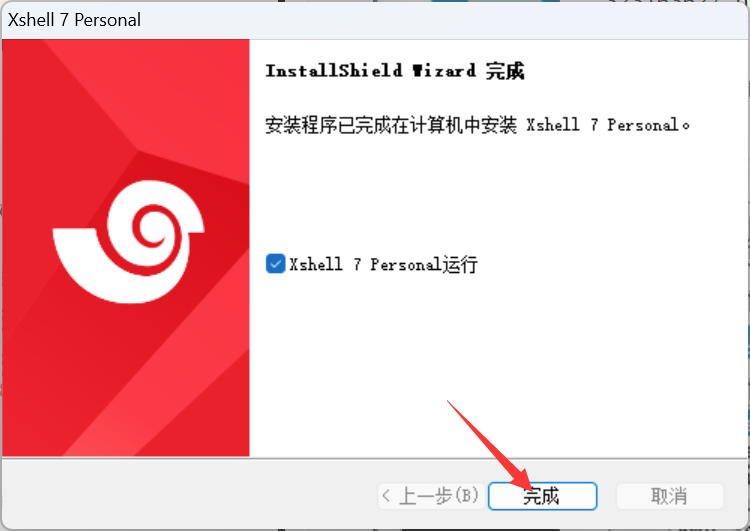 Xshell 7 Personal
InstallShield Wizard 完成
安装程序已完成在计算机中安装 Xshell 7 Personal。
Xshell 7 Personal运行
< 上一步(B)
完成
取消